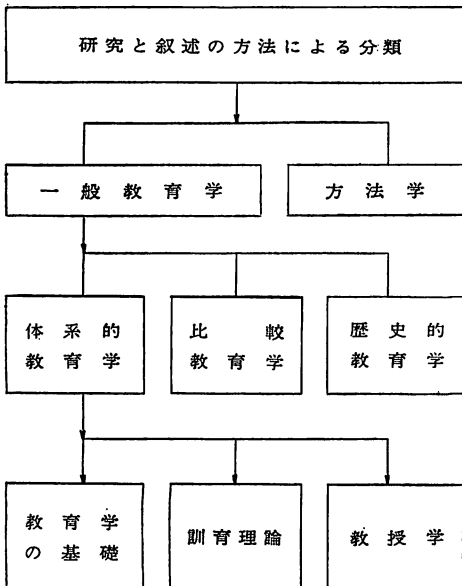 研究と叙述の方法による分類
一般教育学
方法学
体系的
教育学
比較
教育学
歴史的
教育学
教育学
の基礎
訓育理論
教授学